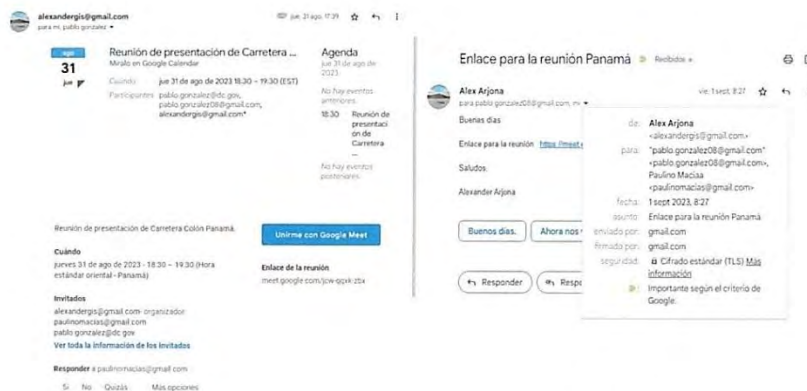 alexandergis@gmail.com
para mí, pablo.gonzalez
jue, 31 ago, 17:39
ago
31
jue
Reunión de presentación de Carretera ...
Míralo en Google Calendar
Cuándo jue 31 de ago de 2023 18:30 – 19:30 (EST)
Participantes pablo.gonzalez@dc.gov,
pablo.gonzalez08@gmail.com,
alexandergis@gmail.com*
Agenda
jue 31 de ago de
2023
No hay eventos
anteriores
18:30 Reunión de
presentaci
ón de
Carretera
...
No hay eventos
posteriores
Reunión de presentación de Carretera Colón Panamá.
Cuándo
jueves 31 de ago de 2023 · 18:30 – 19:30 (Hora
estándar oriental - Panamá)
Invitados
alexandergis@gmail.com- organizador
paulinomacias@gmail.com
pablo.gonzalez@dc.gov
Ver toda la información de los invitados
Responder a paulinomacias@gmail.com
Sí No Quizás Más opciones
Unirme con Google Meet
Enlace de la reunión
Enlace para la reunión Panamá
Recibidos x
Alex Arjona
para pablo.gonzalez08@gmail.com, mí
vie, 1 sept, 8:27
Buenos días
Enlace para la reunión
Saludos.
Alexander Arjona
Buenos días.
Ahora nos
Responder
de: Alex Arjona
<alexandergis@gmail.com>
para: "pablo.gonzalez08@gmail.com"
<pablo.gonzalez08@gmail.com>,
Paulino Maciaa
<paulinomacias@gmail.com>
fecha: 1 sept 2023, 8:27
asunto: Enlace para la reunión Panamá
enviado por: gmail.com
firmado por: gmail.com
seguridad: Cifrado estándar (TLS) Más
información
Importante según el criterio de
Google.